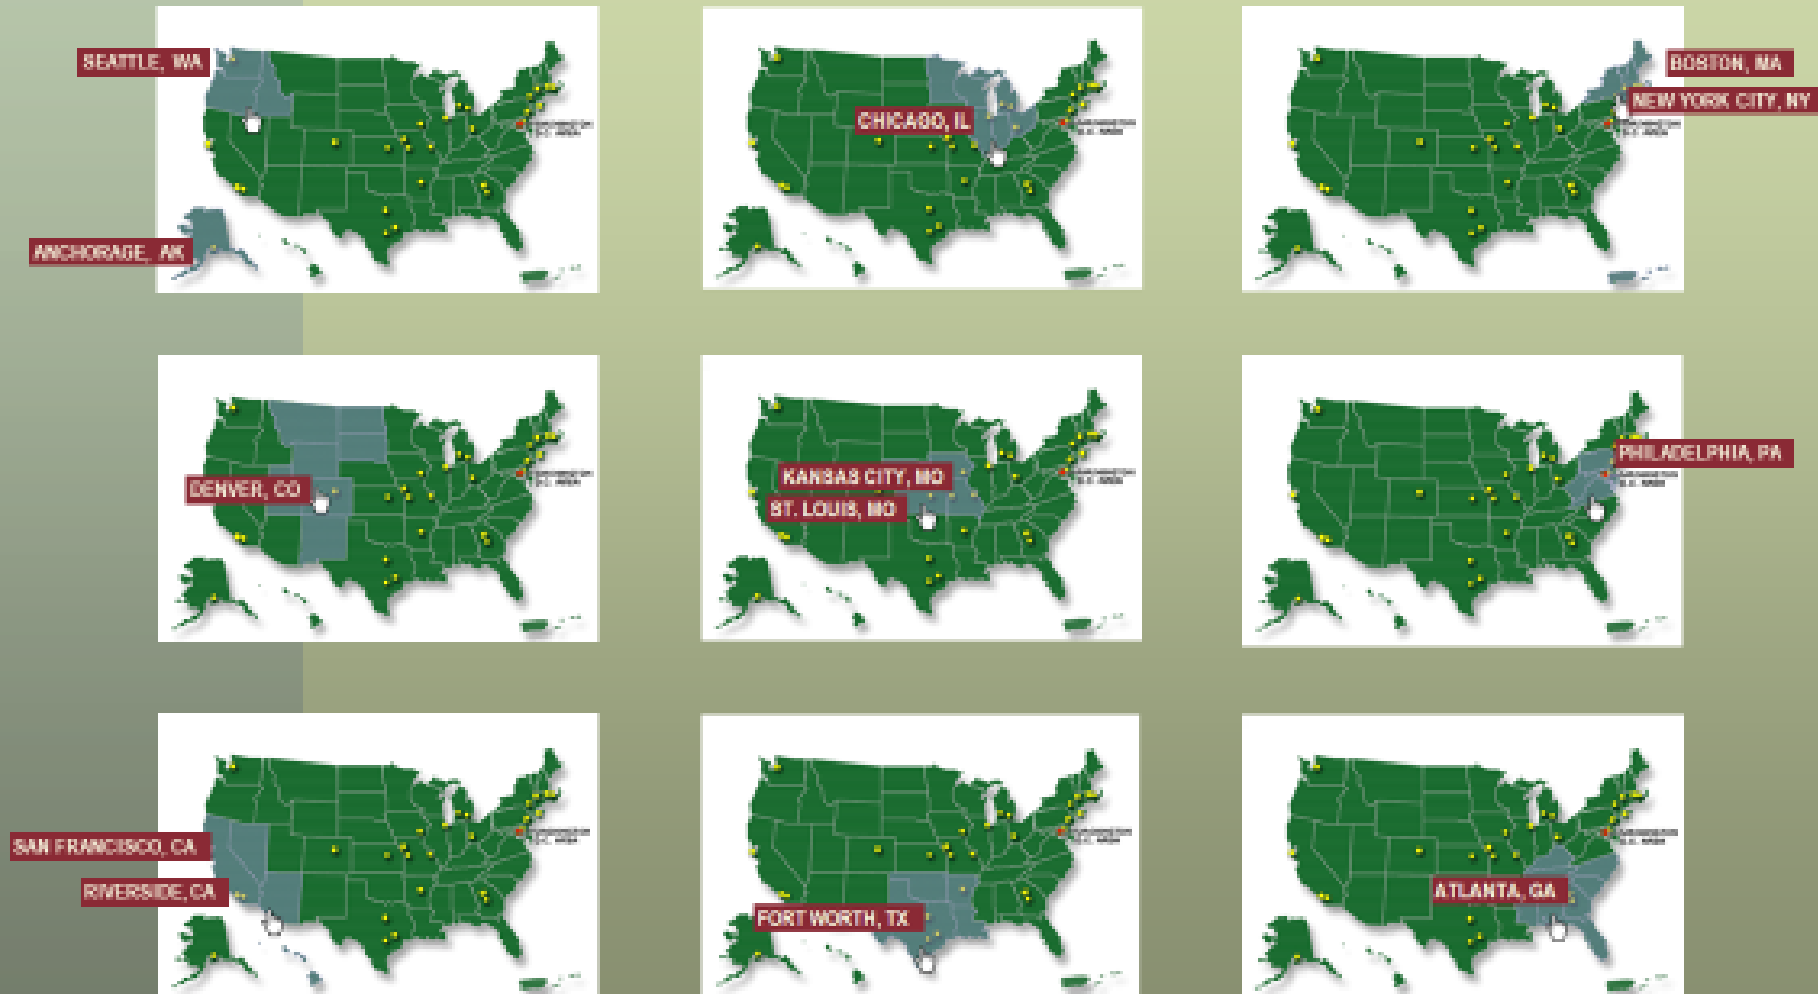 SEATTLE, WA
ANCHORAGE, AK
CHICAGO, IL
BOSTON, MA
NEW YORK CITY, NY
DENVER, CO
KANSAS CITY, MO
ST. LOUIS, MO
PHILADELPHIA, PA
SAN FRANCISCO, CA
RIVERSIDE, CA
FORT WORTH, TX
ATLANTA, GA